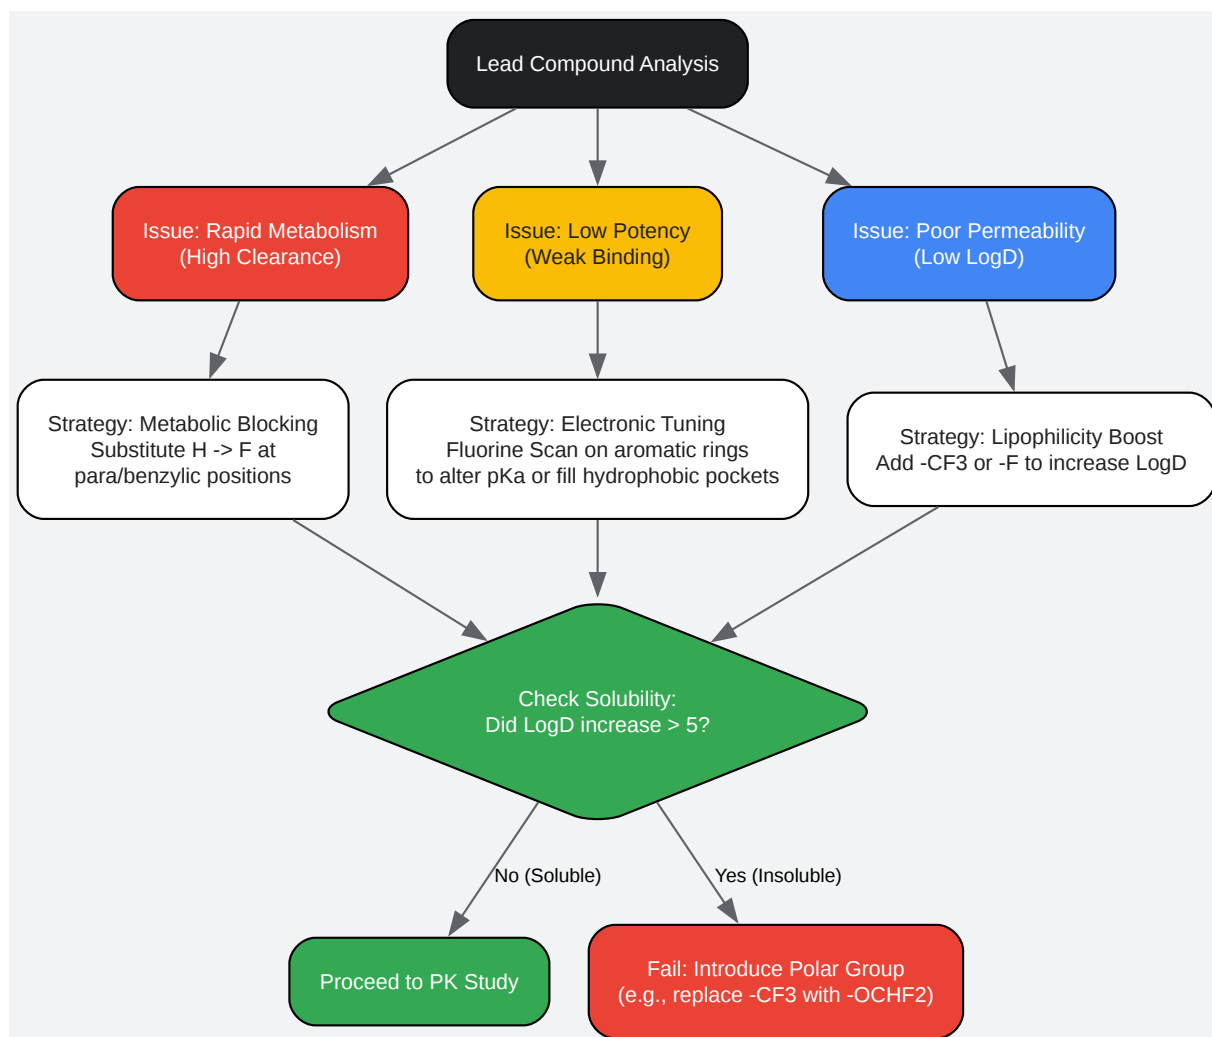 Lead Compound Analysis
Issue: Rapid Metabolism
(High Clearance)
Issue: Low Potency
(Weak Binding)
Issue: Poor Permeability
(Low LogD)
Strategy: Metabolic Blocking
Substitute H -> F at
para/benzylic positions
Strategy: Electronic Tuning
Fluorine Scan on aromatic rings
to alter pKa or fill hydrophobic pockets
Strategy: Lipophilicity Boost
Add -CF3 or -F to increase LogD
Check Solubility:
Did LogD increase > 5?
No (Soluble)
Yes (Insoluble)
Proceed to PK Study
Fail: Introduce Polar Group
(e.g., replace -CF3 with -OCHF2)